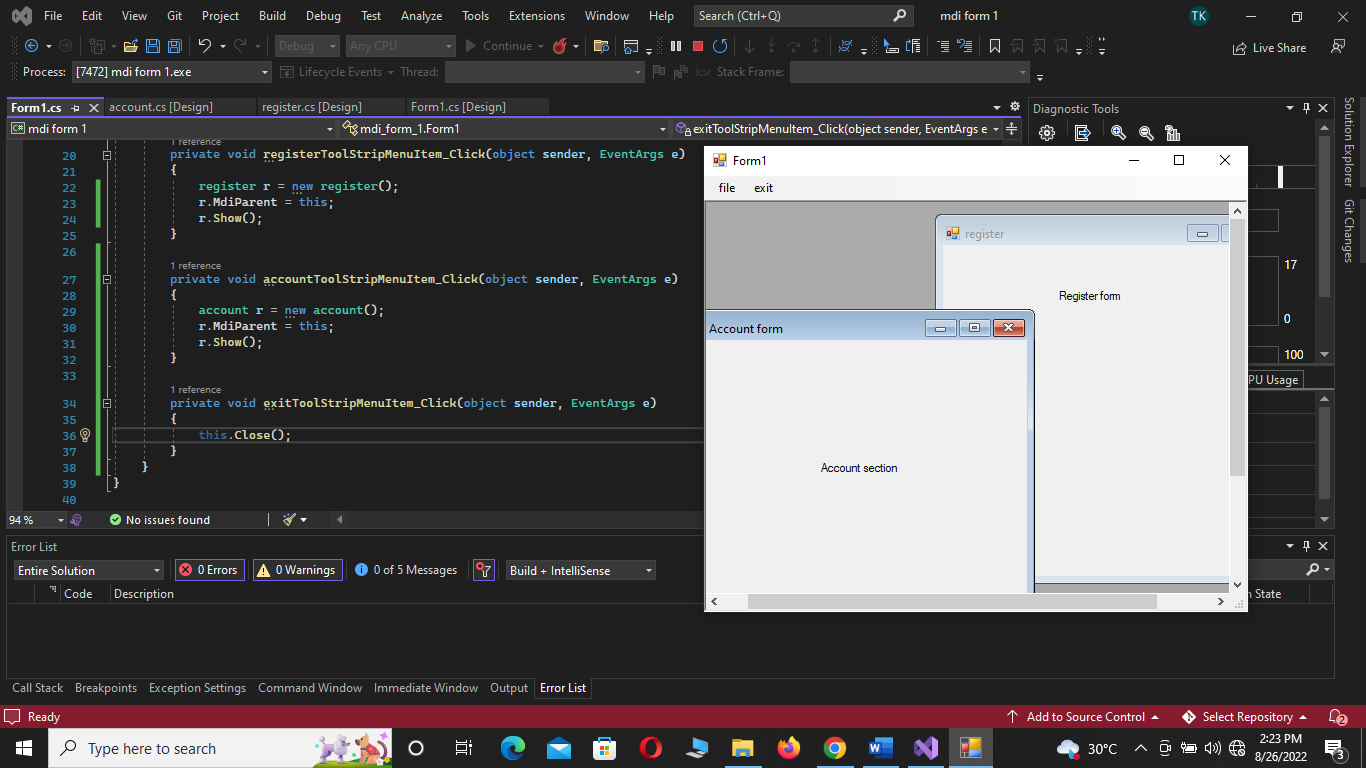 File Edit View Git Project Build Debug Test Analyze Tools Extensions Window Help Search (Ctrl+Q) mdi form 1 TK
Debug Any CPU Continue Live Share
Process: [7472] mdi form 1.exe Lifecycle Events Thread: Stack Frame:
Form1.cs account.cs [Design] register.cs [Design] Form1.cs [Design]
mdi form 1 mdi_form_1.Form1 exitToolStripMenuItem_Click(object sender, EventArgs e
1 reference
20 private void registerToolStripMenuItem_Click(object sender, EventArgs e)
21 {
22 register r = new register();
23 r.MdiParent = this;
24 r.Show();
25 }
26
1 reference
27 private void accountToolStripMenuItem_Click(object sender, EventArgs e)
28 {
29 account r = new account();
30 r.MdiParent = this;
31 r.Show();
32 }
33
1 reference
34 private void exitToolStripMenuItem_Click(object sender, EventArgs e)
35 {
36 this.Close();
37 }
38 }
39 }
40
94 % No issues found
Form1
file exit
register
Register form
Account form
Account section
Diagnostic Tools
17
0
100
PU Usage
Solution Explorer
Git Changes
Error List
Entire Solution 0 Errors 0 Warnings 0 of 5 Messages Build + IntelliSense
Code Description n State
Call Stack Breakpoints Exception Settings Command Window Immediate Window Output Error List
Ready Add to Source Control Select Repository 2
Type here to search 30°C 2:23 PM
8/26/2022 3